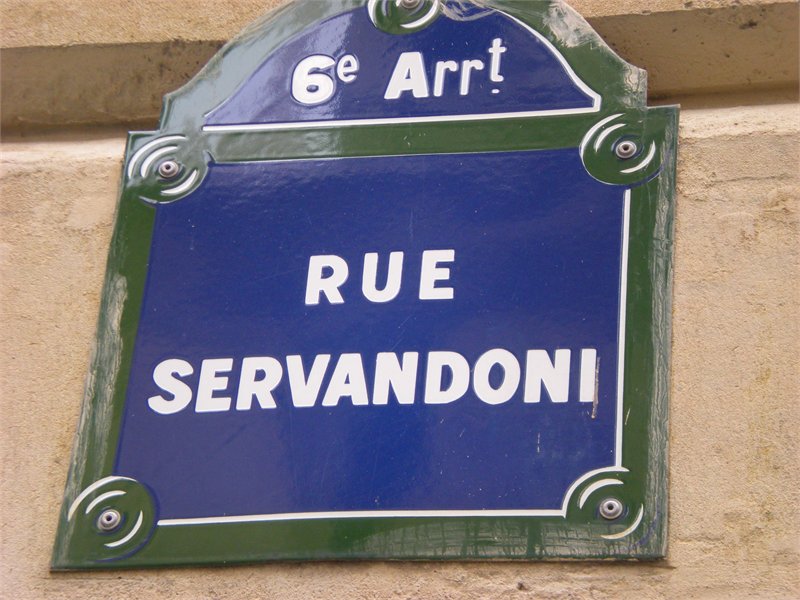 6e Arrt
RUE
SERVANDONI